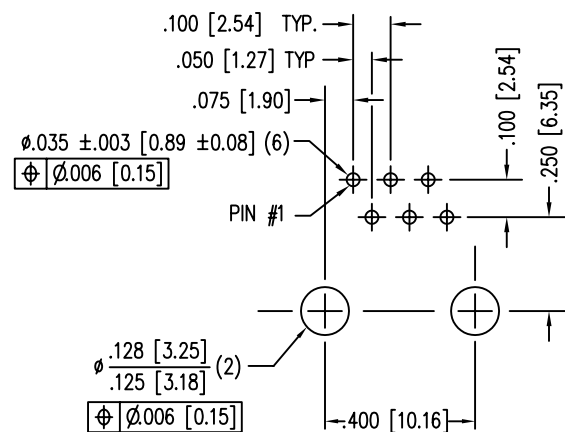 .100 [2.54] TYP.
.050 [1.27] TYP
.075 [1.90]
ø.035 ±.003 [0.89 ±0.08] (6)
⌖ Ø.006 [0.15]
PIN #1
.100 [2.54]
.250 [6.35]
ø .128 [3.25]
.125 [3.18] (2)
⌖ Ø.006 [0.15]
.400 [10.16]